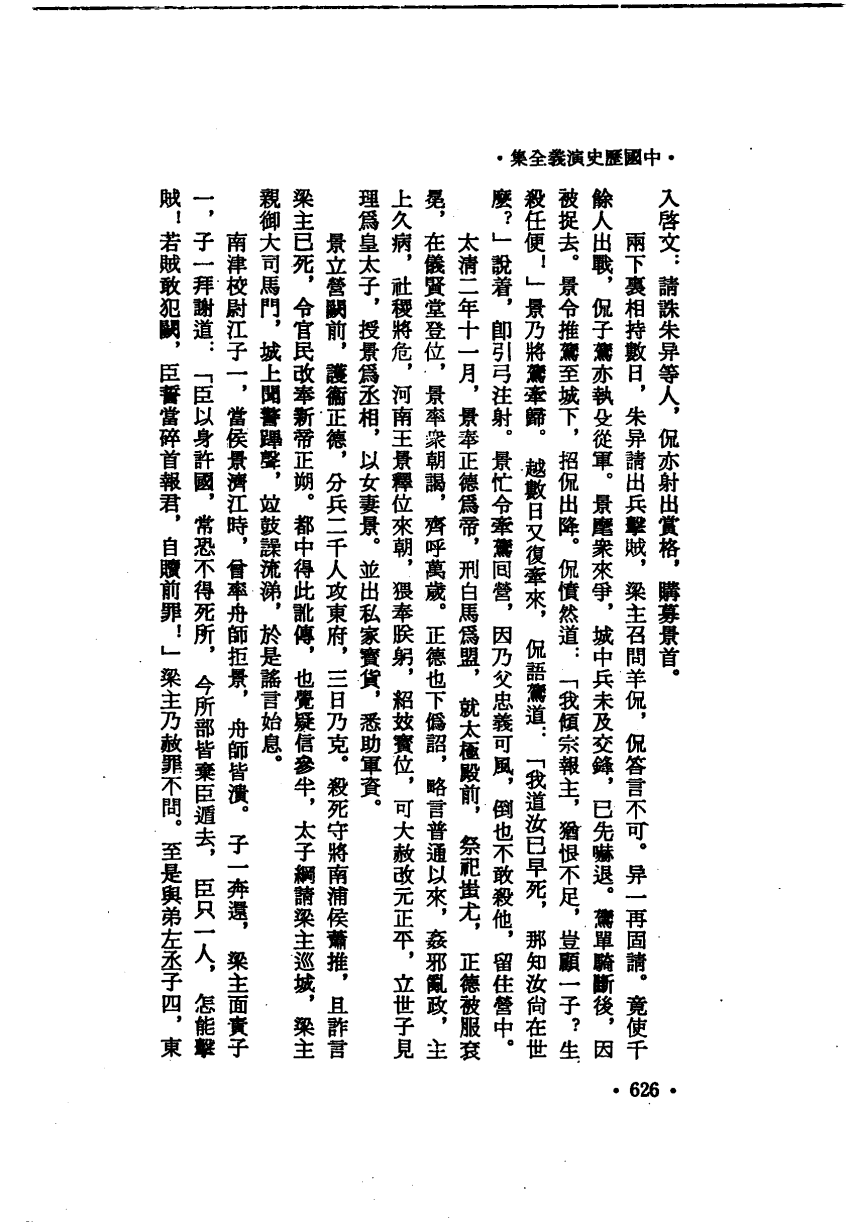 ·中國歷史演義全集·
入啓文：請誅朱异等人，侃亦射出賞格，購募景首。
兩下裏相持數日，朱异請出兵擊賊，梁主召問羊侃，侃答言不可。异一再固請。竟使千
餘人出戰，侃子鷟亦執殳從軍。景麾衆來爭，城中兵未及交鋒，已先嚇退。鷟單騎斷後，因
被捉去。景令推鷟至城下，招侃出降。侃憤然道：「我傾宗報主，猶恨不足，豈顧一子？生
殺任便！」景乃將鷟牽歸。越數日又復牽來，侃語鷟道：「我道汝已早死，那知汝尙在世
麽？」說着，卽引弓注射。景忙令牽鷟囘營，因乃父忠義可風，倒也不敢殺他，留住營中。
太清二年十一月，景奉正德爲帝，刑白馬爲盟，就太極殿前，祭祀蚩尤，正德被服衮
冕，在儀賢堂登位，景率衆朝謁，齊呼萬歲。正德也下僞詔，略言普通以來，姦邪亂政，主
上久病，社稷將危，河南王景釋位來朝，猥奉朕躬，紹兹寶位，可大赦改元正平，立世子見
理爲皇太子，授景爲丞相，以女妻景。並出私家寶貨，悉助軍資。
景立營闕前，護衞正德，分兵二千人攻東府，三日乃克。殺死守將南浦侯蕭推，且詐言
梁主已死，令官民改奉新帝正朔。都中得此訛傳，也覺疑信參半，太子綱請梁主巡城，梁主
親御大司馬門，城上聞警蹕聲，竝鼓譟流涕，於是謠言始息。
南津校尉江子一，當侯景濟江時，曾率舟師拒景，舟師皆潰。子一奔還，梁主面責子
一，子一拜謝道：「臣以身許國，常恐不得死所，今所部皆棄臣遁去，臣只一人，怎能擊
賊！若賊敢犯闕，臣誓當碎首報君，自贖前罪！」梁主乃赦罪不問。至是與弟左丞子四，東
·626·